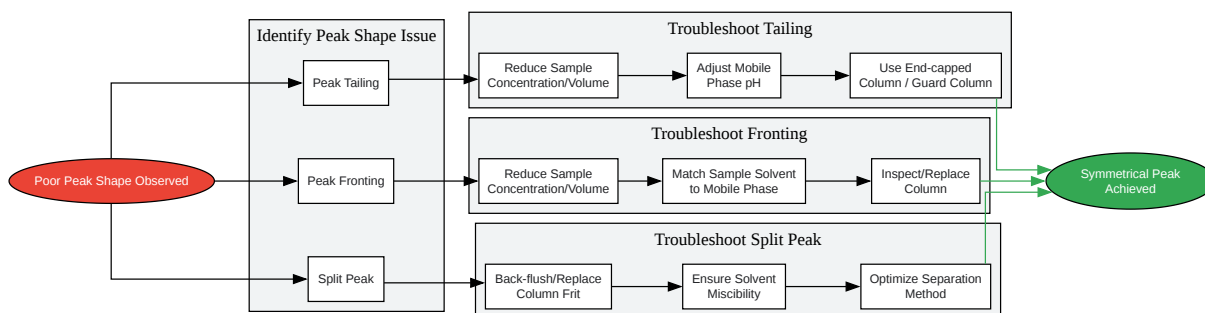 Poor Peak Shape Observed
Identify Peak Shape Issue
Peak Tailing
Peak Fronting
Split Peak
Troubleshoot Tailing
Reduce Sample
Concentration/Volume
Adjust Mobile
Phase pH
Use End-capped
Column / Guard Column
Troubleshoot Fronting
Reduce Sample
Concentration/Volume
Match Sample Solvent
to Mobile Phase
Inspect/Replace
Column
Troubleshoot Split Peak
Back-flush/Replace
Column Frit
Ensure Solvent
Miscibility
Optimize Separation
Method
Symmetrical Peak
Achieved